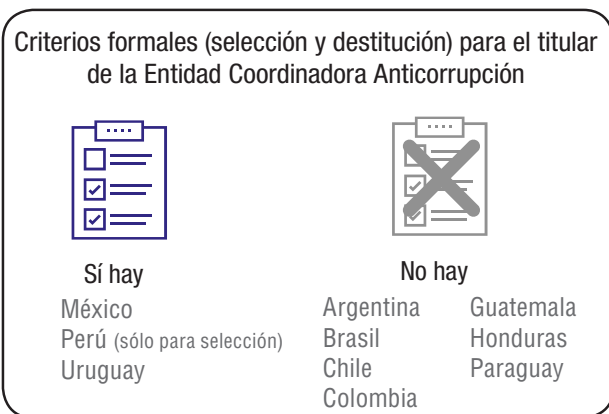 Criterios formales (selección y destitución) para el titular
de la Entidad Coordinadora Anticorrupción
Sí hay
México
Perú (sólo para selección)
Uruguay
No hay
Argentina
Brasil
Chile
Colombia
Guatemala
Honduras
Paraguay